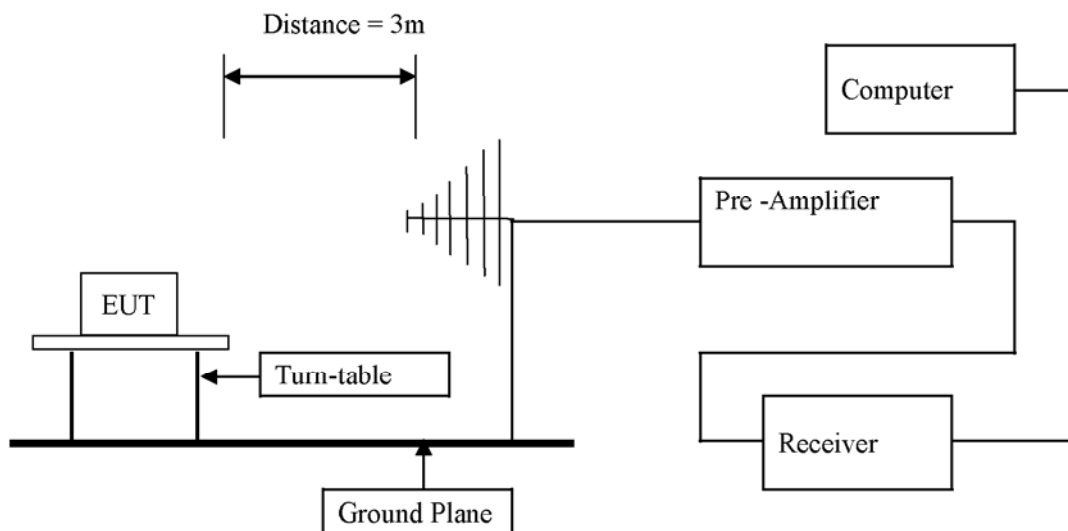 Distance = 3m
Computer
Pre -Amplifier
EUT
Turn-table
Receiver
Ground Plane